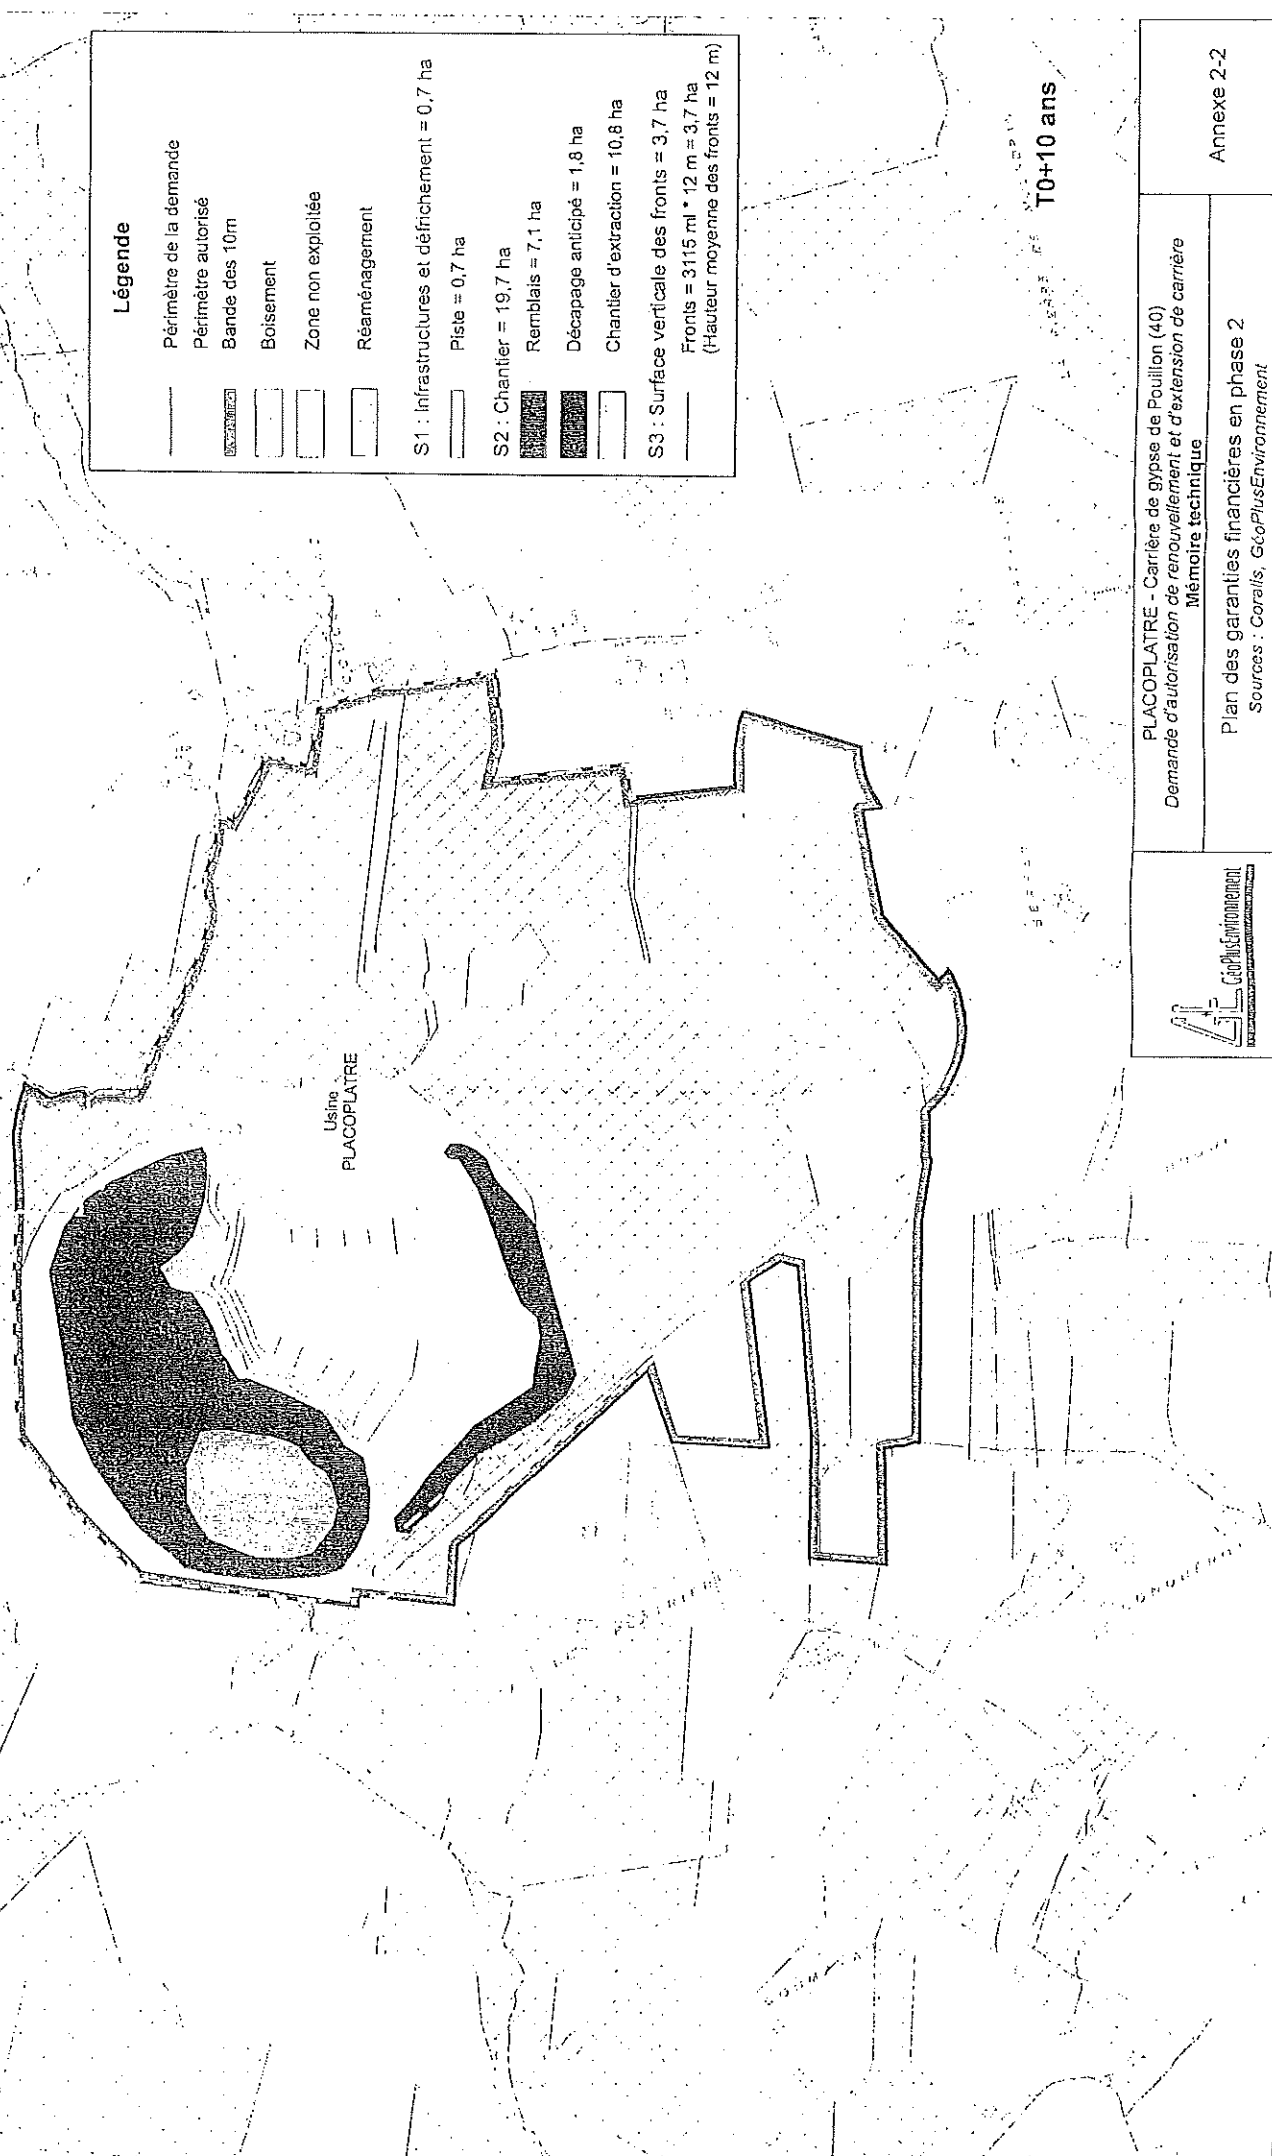 Légende
Périmètre de la demande
Périmètre autorisé
Bande des 10m
Boisement
Zone non exploitée
Réaménagement
S1 : Infrastructures et défrichement = 0,7 ha
Piste = 0,7 ha
S2 : Chantier = 19,7 ha
Remblais = 7,1 ha
Décapage anticipé = 1,8 ha
Chantier d'extraction = 10,8 ha
S3 : Surface verticale des fronts = 3,7 ha
Fronts = 3115 ml * 12 m = 3,7 ha
(Hauteur moyenne des fronts = 12 m)
Usine
PLACOPLATRE
T0+10 ans
GéoPlusEnvironnement
PLACOPLATRE - Carrière de gypse de Pouillon (40)
Demande d'autorisation de renouvellement et d'extension de carrière
Mémoire technique
Plan des garanties financières en phase 2
Sources : Coralis, GéoPlusEnvironnement
Annexe 2-2